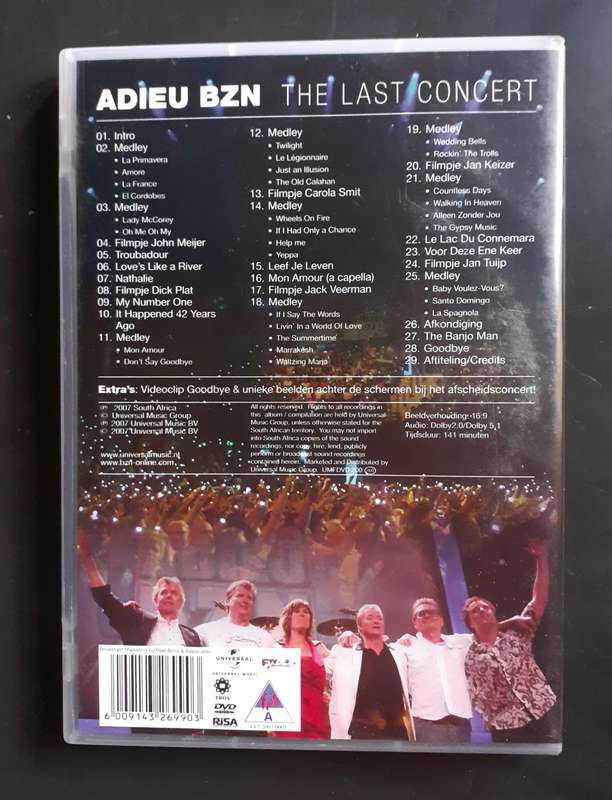 ADIEU BZN THE LAST CONCERT
01. Intro
02. Medley
• La Primavera
• Amore
• La France
• El Cordobes
03. Medley
• Lady McCorey
• Oh Me Oh My
04. Filmpje John Meijer
05. Troubadour
06. Love's Like a River
07. Nathalie
08. Filmpje Dick Plat
09. My Number One
10. It Happened 42 Years
Ago
11. Medley
• Mon Amour
• Don't Say Goodbye
12. Medley
• Twilight
• Le Légionnaire
• Just an Illusion
• The Old Calahan
13. Filmpje Carola Smit
14. Medley
• Wheels On Fire
• If I Had Only a Chance
• Help me
• Yeppa
15. Leef Je Leven
16. Mon Amour (a capella)
17. Filmpje Jack Veerman
18. Medley
• If I Say The Words
• Livin' In a World Of Love
• The Summertime
• Marrakesh
• Waltzing Maria
19. Medley
• Wedding Bells
• Rockin' The Trolls
20. Filmpje Jan Keizer
21. Medley
• Countless Days
• Walking In Heaven
• Alleen Zonder Jou
• The Gypsy Music
22. Le Lac Du Connemara
23. Voor Deze Ene Keer
24. Filmpje Jan Tuijp
25. Medley
• Baby Voulez-Vous?
• Santo Domingo
• La Spagnola
26. Afkondiging
27. The Banjo Man
28. Goodbye
29. Aftiteling/Credits
Extra's: Videoclip Goodbye & unieke beelden achter de schermen bij het afscheidsconcert!
℗ 2007 South Africa
© Universal Music Group
℗ 2007 Universal Music BV
© 2007 Universal Music BV
www.universalmusic.nl
www.bzn-online.com
All rights reserved. Rights to all recordings in
this album / compilation are held by Universal
Music Group, unless otherwise stated for the
South African territory. You may not import
into South Africa copies of the sound
recordings, nor copy, hire, lend, publicly
perform or broadcast sound recordings
contained herein. Marketed and Distributed by
Universal Music Group. UMFDVD 200
Beeldverhouding: 16:9
Audio: Dolby2.0/Dolby 5.1
Tijdsduur: 141 minuten
Broadcast Marketing by Rian Bons & Associates
6 009143 269903
UNIVERSAL
UNIVERSAL MUSIC
DVD
RiSA
A